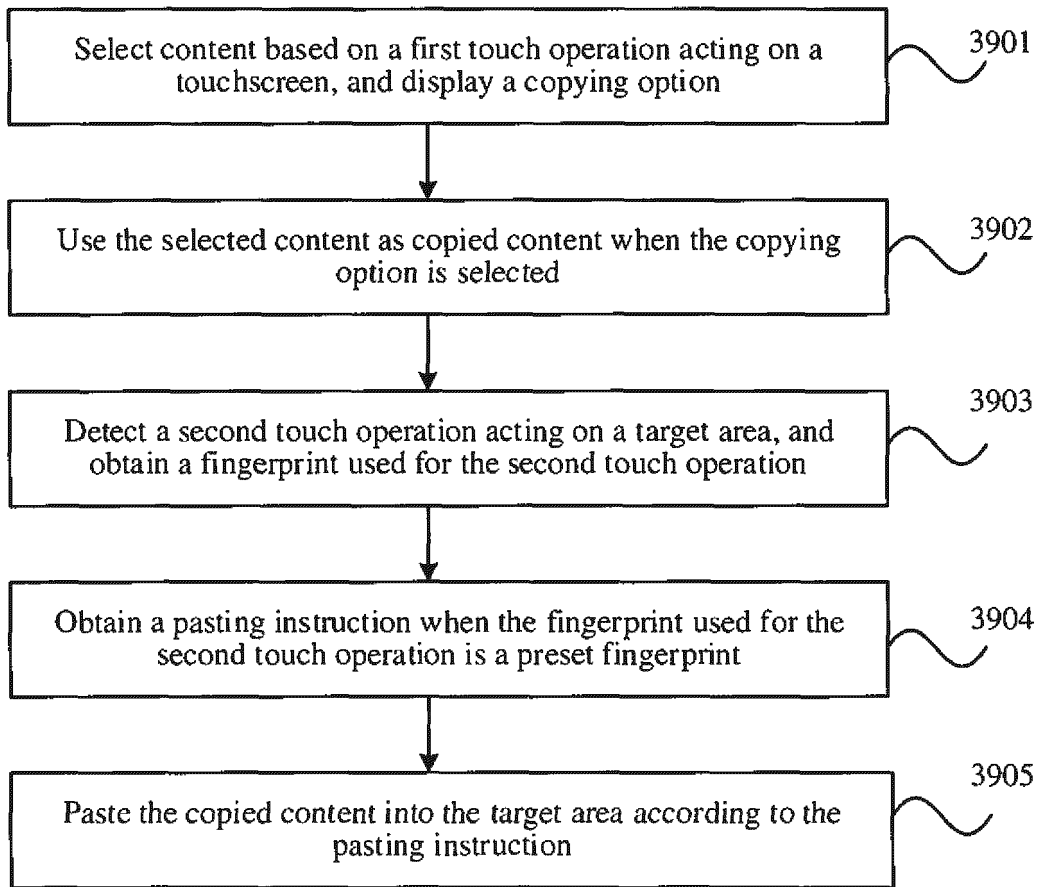 Select content based on a first touch operation acting on a
touchscreen, and display a copying option
3901
Use the selected content as copied content when the copying
option is selected
3902
Detect a second touch operation acting on a target area, and
obtain a fingerprint used for the second touch operation
3903
Obtain a pasting instruction when the fingerprint used for the
second touch operation is a preset fingerprint
3904
Paste the copied content into the target area according to the
pasting instruction
3905